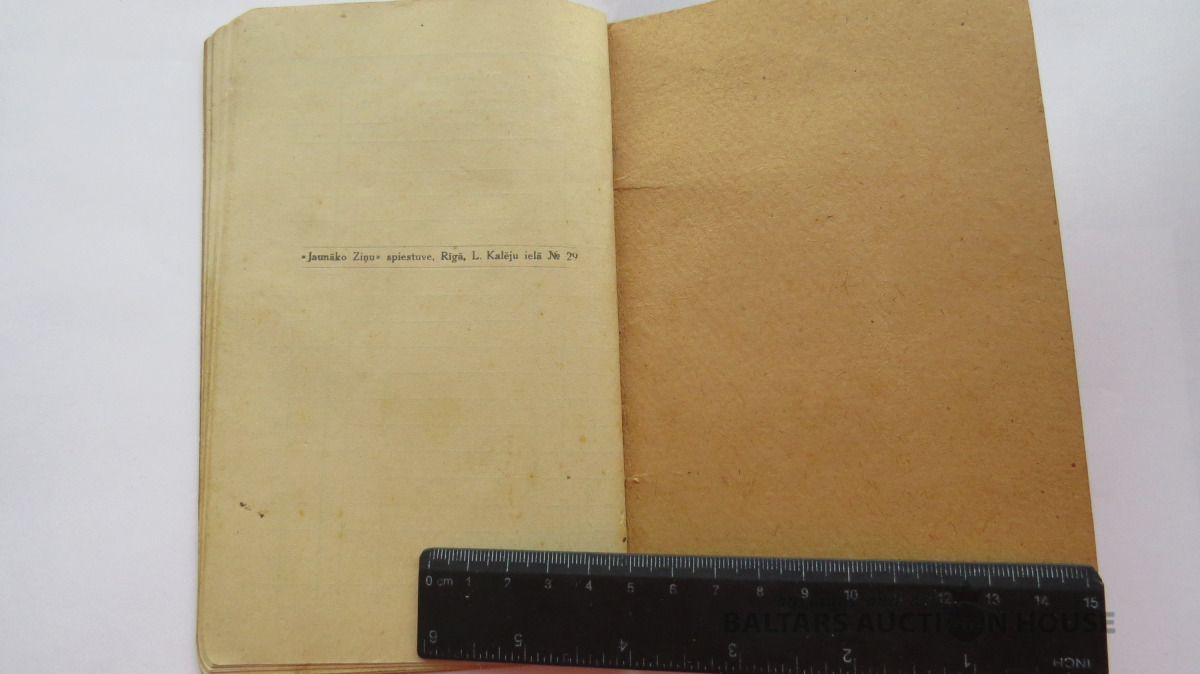 «Jaunāko Ziņu» spiestuve, Rīgā, L. Kalēju ielā № 29
0 cm 1 2 3 4 5 6 7 8 9 10 11 12 13 14 15
BALTARS AUCTION HOUSE
6 5 4 3 2 1 INCH